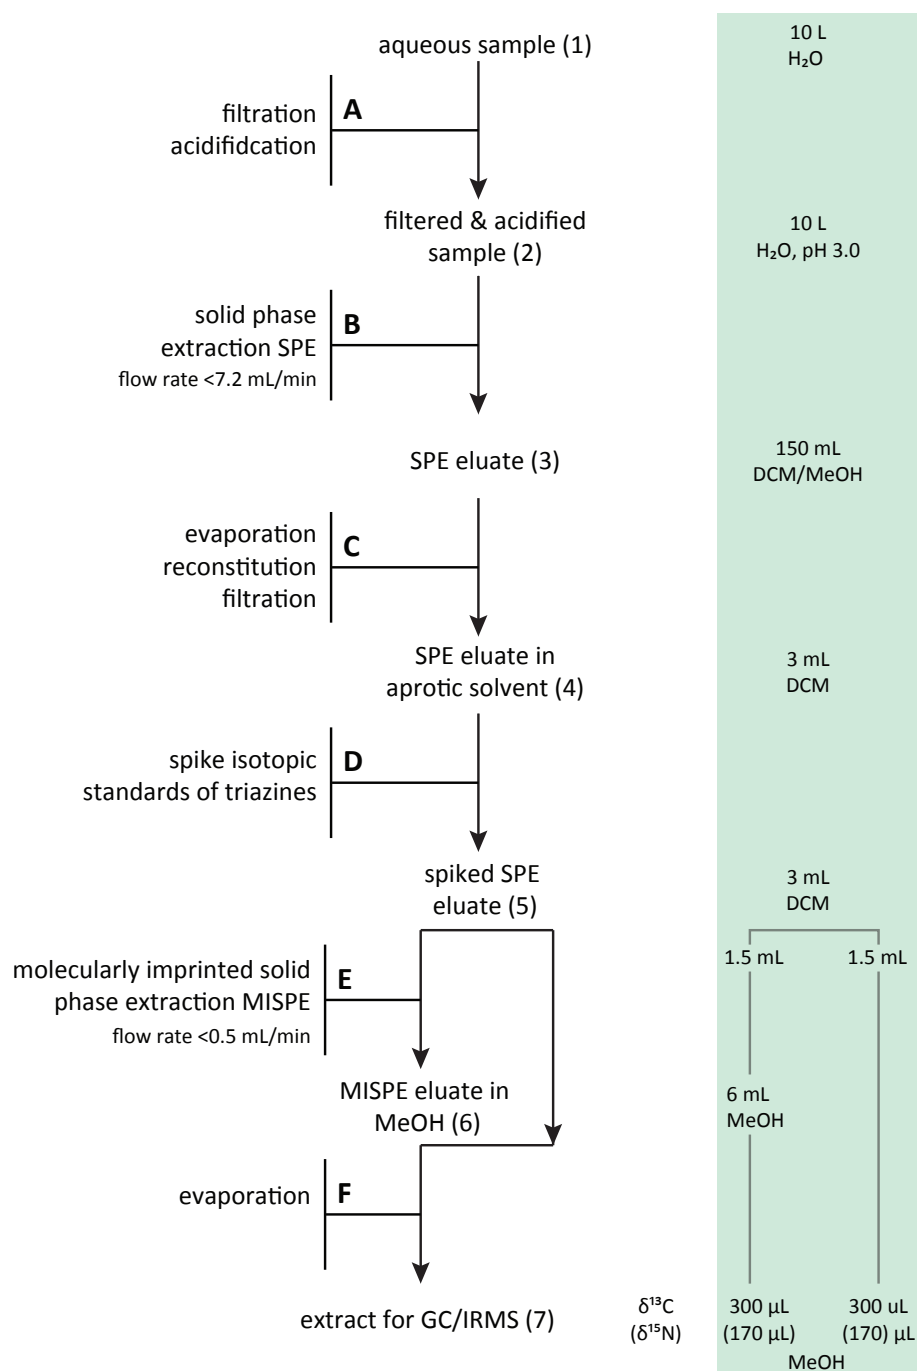 aqueous sample (1)
10 L
H₂O
A
filtration
acidifidcation
filtered & acidified
sample (2)
10 L
H₂O, pH 3.0
B
solid phase
extraction SPE
flow rate <7.2 mL/min
SPE eluate (3)
150 mL
DCM/MeOH
C
evaporation
reconstitution
filtration
SPE eluate in
aprotic solvent (4)
3 mL
DCM
D
spike isotopic
standards of triazines
spiked SPE
eluate (5)
3 mL
DCM
1.5 mL
1.5 mL
E
molecularly imprinted solid
phase extraction MISPE
flow rate <0.5 mL/min
MISPE eluate in
MeOH (6)
6 mL
MeOH
F
evaporation
extract for GC/IRMS (7)
δ¹³C
(δ¹⁵N)
300 µL
(170 µL)
300 uL
(170) µL
MeOH